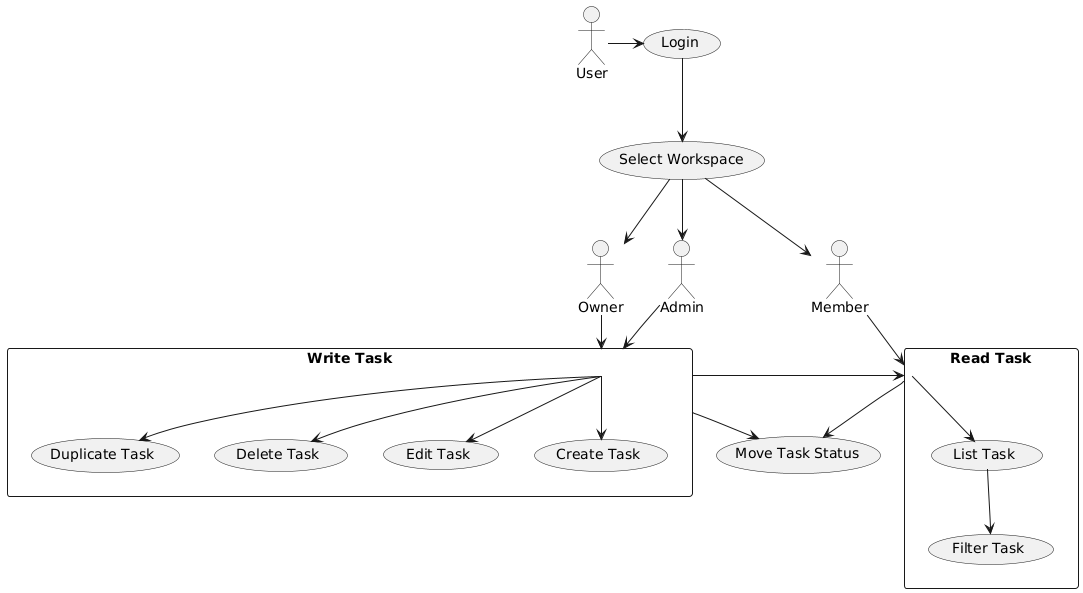 User
Login
Select Workspace
Owner
Admin
Member
Write Task
Read Task
Duplicate Task
Delete Task
Edit Task
Create Task
Move Task Status
List Task
Filter Task